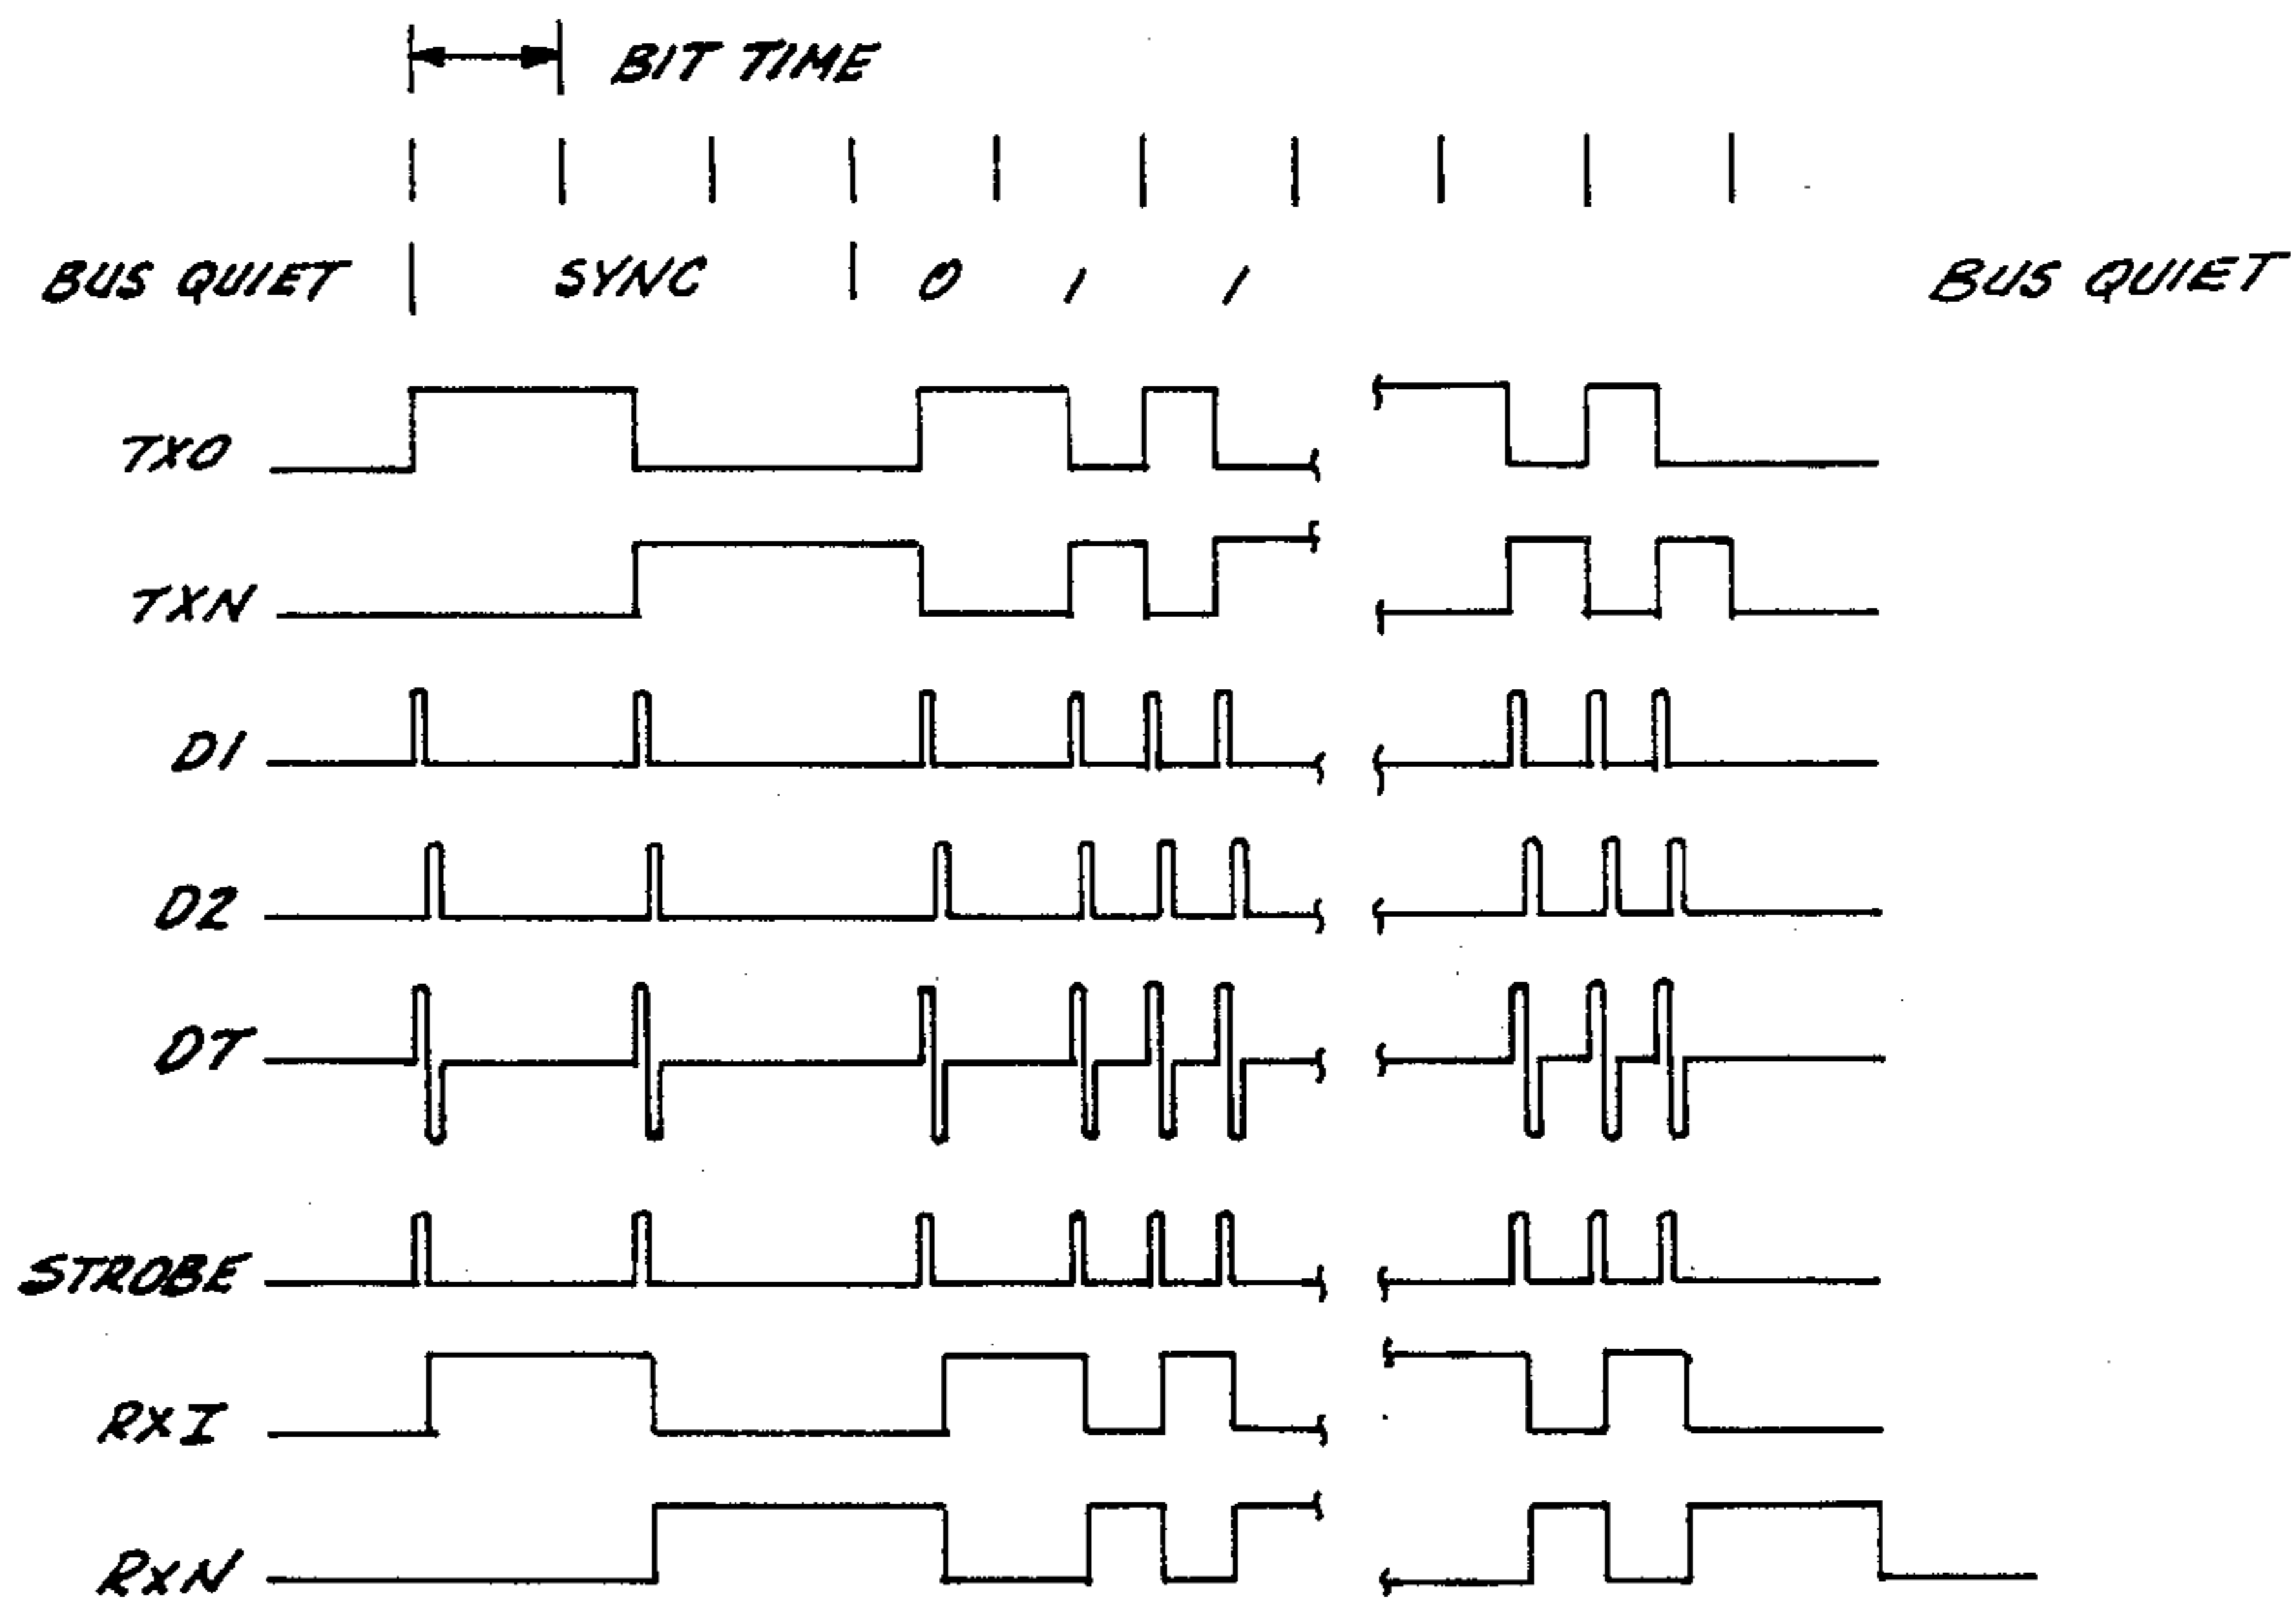 BIT TIME
BUS QUIET SYNC 0 1 1 BUS QUIET
TXO
TXN
D1
D2
DT
STROBE
RXI
RXN